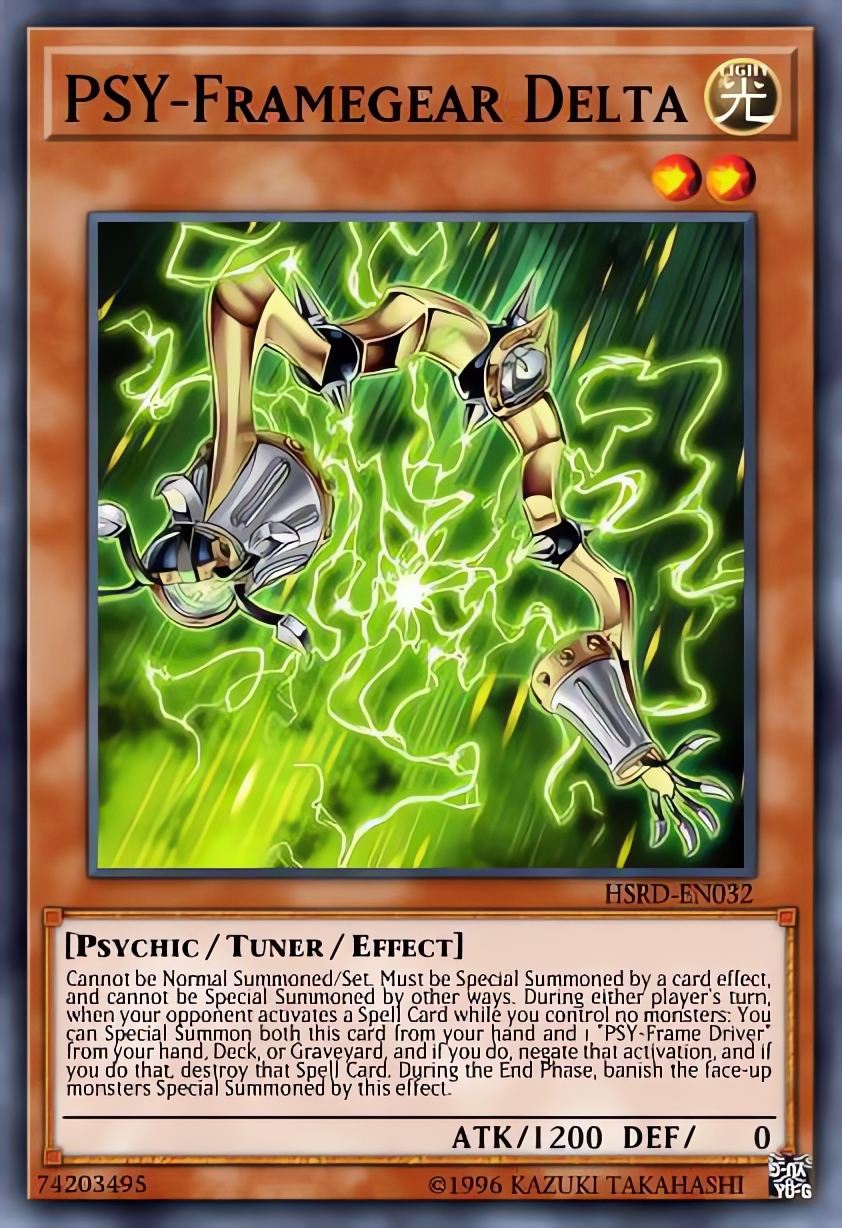 PSY-Framegear Delta
LIGHT
光
HSRD-EN032
[Psychic / Tuner / Effect]
Cannot be Normal Summoned/Set. Must be Special Summoned by a card effect,
and cannot be Special Summoned by other ways. During either player's turn,
when your opponent activates a Spell Card while you control no monsters: You
can Special Summon both this card from your hand and 1 "PSY-Frame Driver"
from your hand, Deck, or Graveyard, and if you do, negate that activation, and if
you do that, destroy that Spell Card. During the End Phase, banish the face-up
monsters Special Summoned by this effect.
ATK/1200 DEF/ 0
74203495 ©1996 KAZUKI TAKAHASHI